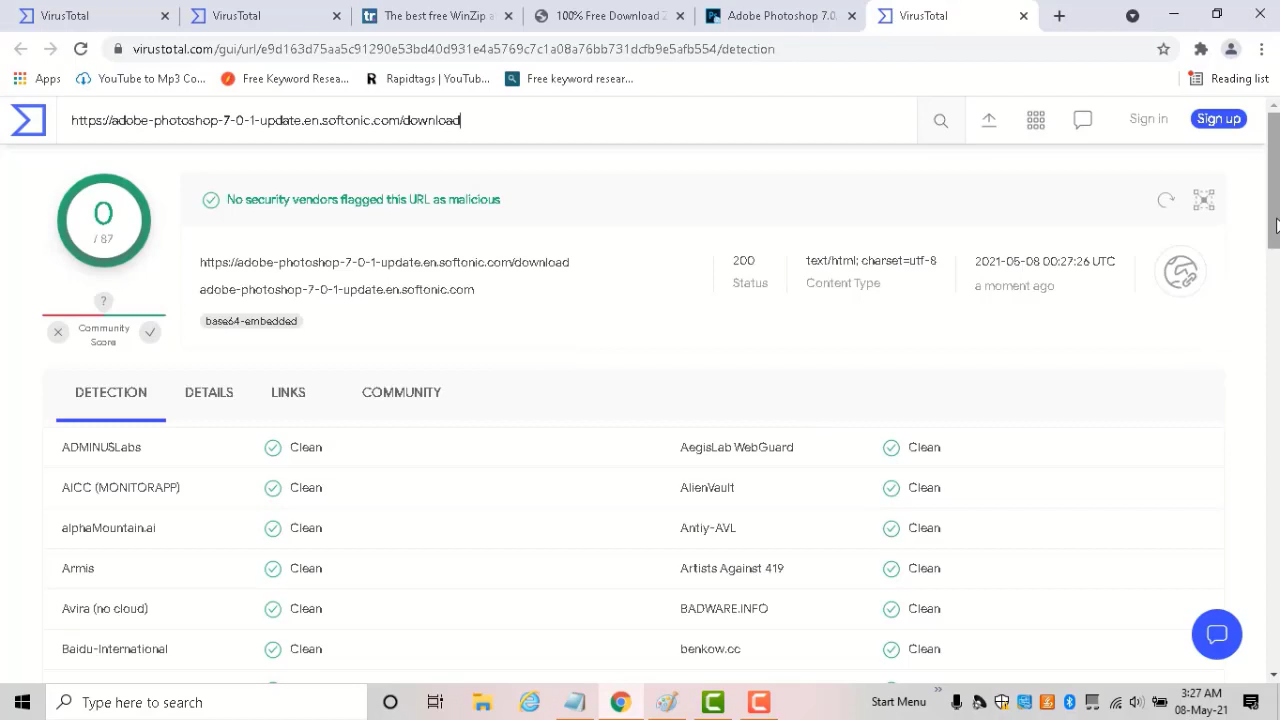 VirusTotal
VirusTotal
The best free WinZip a
100% Free Download 2
Adobe Photoshop 7.0.
VirusTotal
virustotal.com/gui/url/e9d163d75aa5c91290e53bd40d931e4a5769c7c1a08a76bb731dcfb9e5afb554/detection
Apps
YouTube to Mp3 Co...
Free Keyword Resea...
Rapidtags | YouTub...
Free keyword resear...
Reading list
https://adobe-photoshop-7-0-1-update.en.softonic.com/download
Sign in
Sign up
0
/ 87
?
Community
Score
No security vendors flagged this URL as malicious
https://adobe-photoshop-7-0-1-update.en.softonic.com/download
adobe-photoshop-7-0-1-update.en.softonic.com
base64-embedded
200
Status
text/html; charset=utf-8
Content Type
2021-05-08 00:27:26 UTC
a moment ago
DETECTION
DETAILS
LINKS
COMMUNITY
ADMINUSLabs
Clean
AegisLab WebGuard
Clean
AICC (MONITORAPP)
Clean
AlienVault
Clean
alphaMountain.ai
Clean
Antiy-AVL
Clean
Armis
Clean
Artists Against 419
Clean
Avira (no cloud)
Clean
BADWARE.INFO
Clean
Baidu-International
Clean
benkow.cc
Clean
Type here to search
Start Menu
3:27 AM
08-May-21